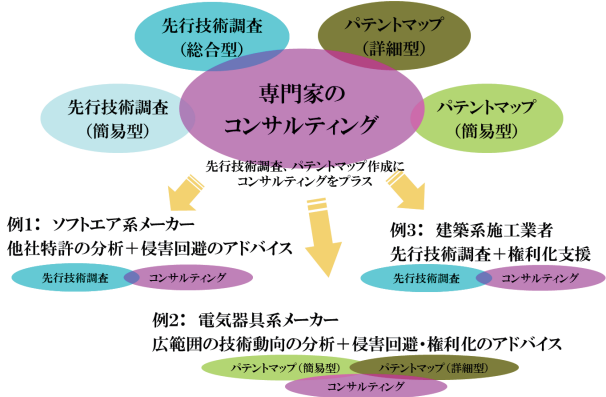 先行技術調査
(総合型)
パテントマップ
(詳細型)
先行技術調査
(簡易型)
専門家の
コンサルティング
パテントマップ
(簡易型)
先行技術調査、パテントマップ作成に
コンサルティングをプラス
例1： ソフトエア系メーカー
他社特許の分析＋侵害回避のアドバイス
先行技術調査
コンサルティング
例3： 建築系施工業者
先行技術調査＋権利化支援
先行技術調査
コンサルティング
例2： 電気器具系メーカー
広範囲の技術動向の分析＋侵害回避・権利化のアドバイス
パテントマップ(簡易型)
パテントマップ(詳細型)
コンサルティング